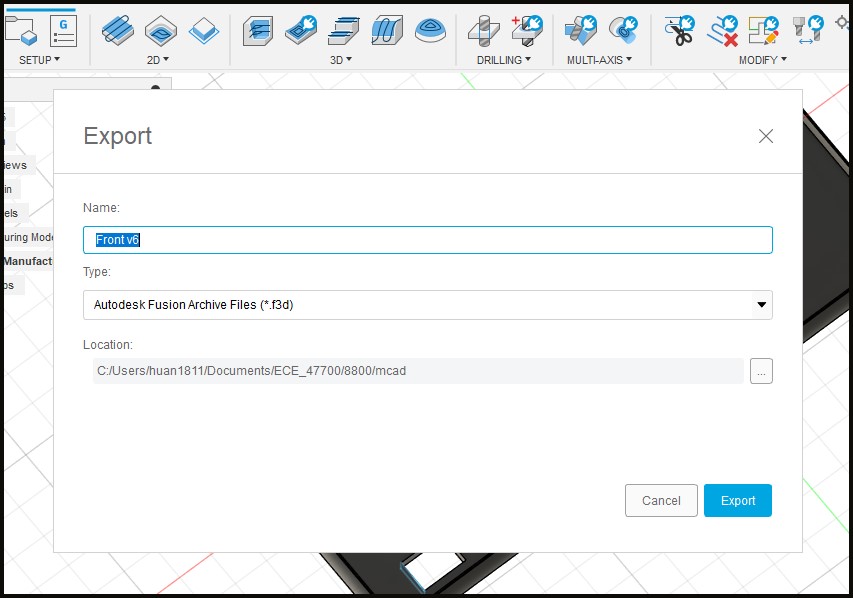 G
SETUP ▾
2D ▾
3D ▾
DRILLING ▾
MULTI-AXIS ▾
MODIFY ▾
iews
in
els
uring Mode
Manufact
ps
Export
Name:
Front v6
Type:
Autodesk Fusion Archive Files (*.f3d)
Location:
C:/Users/huan1811/Documents/ECE_47700/8800/mcad
...
Cancel
Export